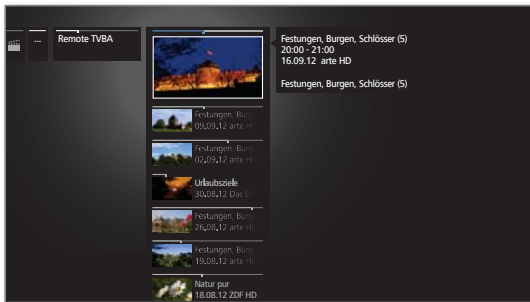 ...
Remote TVBA
Festungen, Burgen, Schlösser (5)
20:00 - 21:00
16.09.12 arte HD
Festungen, Burgen, Schlösser (5)
Festungen, Burg
09.09.12 arte H
Festungen, Burg
02.09.12 arte H
Urlaubsziele
30.08.12 Das Er
Festungen, Burg
26.08.12 arte H
Festungen, Burg
19.08.12 arte H
Natur pur
18.08.12 ZDF HD